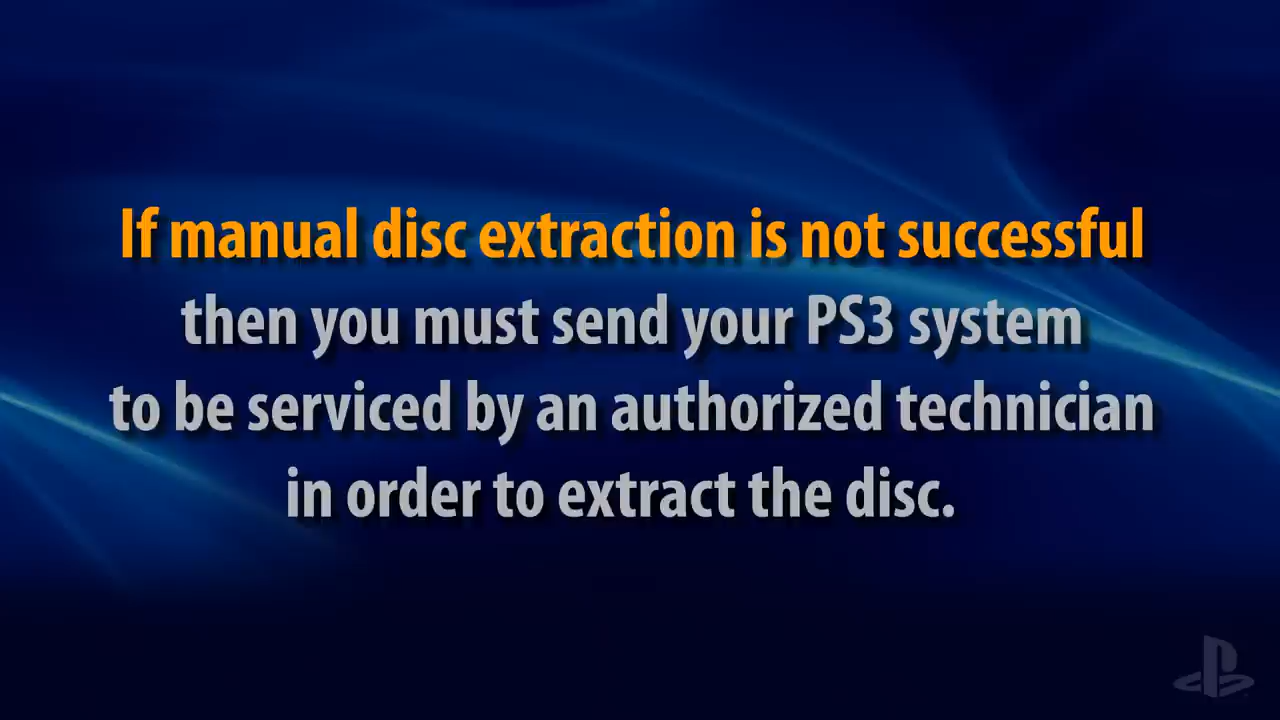 If manual disc extraction is not successful
then you must send your PS3 system
to be serviced by an authorized technician
in order to extract the disc.